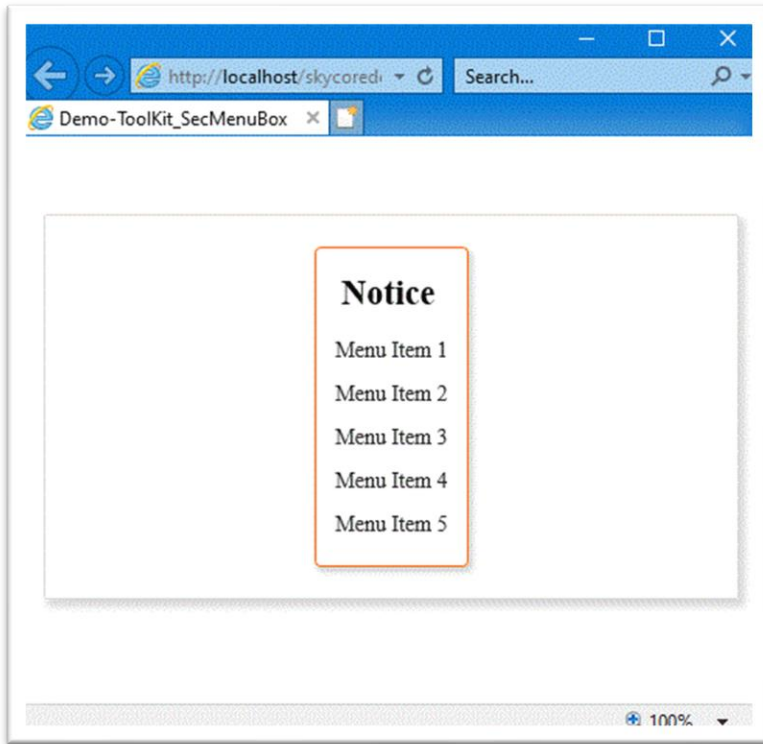 http://localhost/skycored
Search...
Demo-ToolKit_SecMenuBox
Notice
Menu Item 1
Menu Item 2
Menu Item 3
Menu Item 4
Menu Item 5
100%